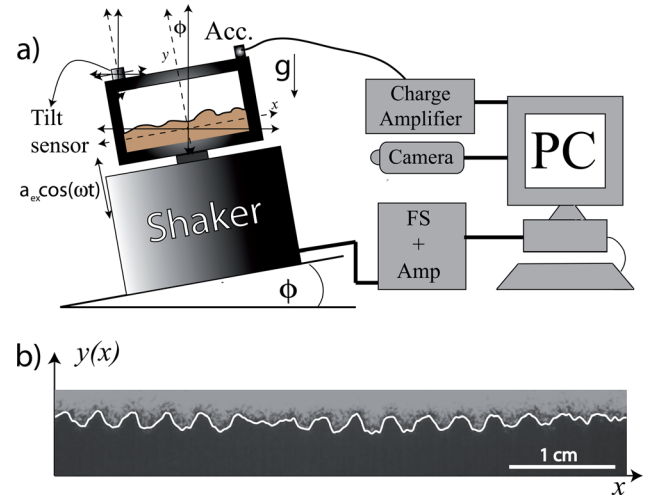 a)
ϕ
Acc.
y
g
x
Tilt
sensor
Charge
Amplifier
Camera
PC
a_ex cos(ωt)
Shaker
FS
+
Amp
ϕ
b)
y(x)
1 cm
x